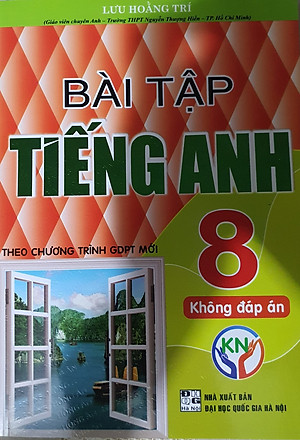 LƯU HOẰNG TRÍ
(Giáo viên chuyên Anh - Trường THPT Nguyễn Thượng Hiền - TP. Hồ Chí Minh)
BÀI TẬP
TIẾNG ANH
8
THEO CHƯƠNG TRÌNH GDPT MỚI
Không đáp án
KN
Hà Nội
NHÀ XUẤT BẢN
ĐẠI HỌC QUỐC GIA HÀ NỘI